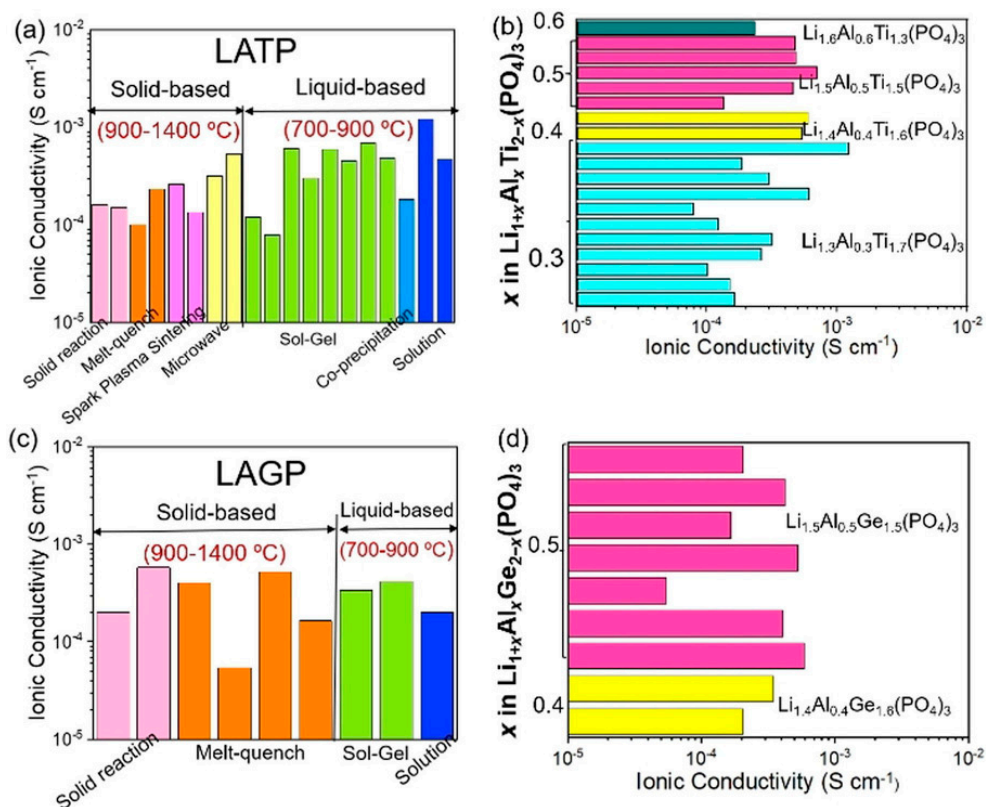 (a)
LATP
Solid-based
Liquid-based
(900-1400 ºC)
(700-900 ºC)
Ionic Conudctivity (S cm⁻¹)
10⁻²
10⁻³
10⁻⁴
10⁻⁵
Solid reaction
Melt-quench
Spark Plasma Sintering
Microwave
Sol-Gel
Co-precipitation
Solution
(b)
x in Li₁₊ₓAlₓTi₂₋ₓ(PO₄)₃
0.6
0.5
0.4
0.3
Li₁.₆Al₀.₆Ti₁.₃(PO₄)₃
Li₁.₅Al₀.₅Ti₁.₅(PO₄)₃
Li₁.₄Al₀.₄Ti₁.₆(PO₄)₃
Li₁.₃Al₀.₃Ti₁.₇(PO₄)₃
10⁻⁵
10⁻⁴
10⁻³
10⁻²
Ionic Conductivity (S cm⁻¹)
(c)
LAGP
Solid-based
Liquid-based
(900-1400 ºC)
(700-900 ºC)
Ionic Conductivity (S cm⁻¹)
10⁻²
10⁻³
10⁻⁴
10⁻⁵
Solid reaction
Melt-quench
Sol-Gel
Solution
(d)
x in Li₁₊ₓAlₓGe₂₋ₓ(PO₄)₃
0.5
0.4
Li₁.₅Al₀.₅Ge₁.₅(PO₄)₃
Li₁.₄Al₀.₄Ge₁.₆(PO₄)₃
10⁻⁵
10⁻⁴
10⁻³
10⁻²
Ionic Conductivity (S cm⁻¹)